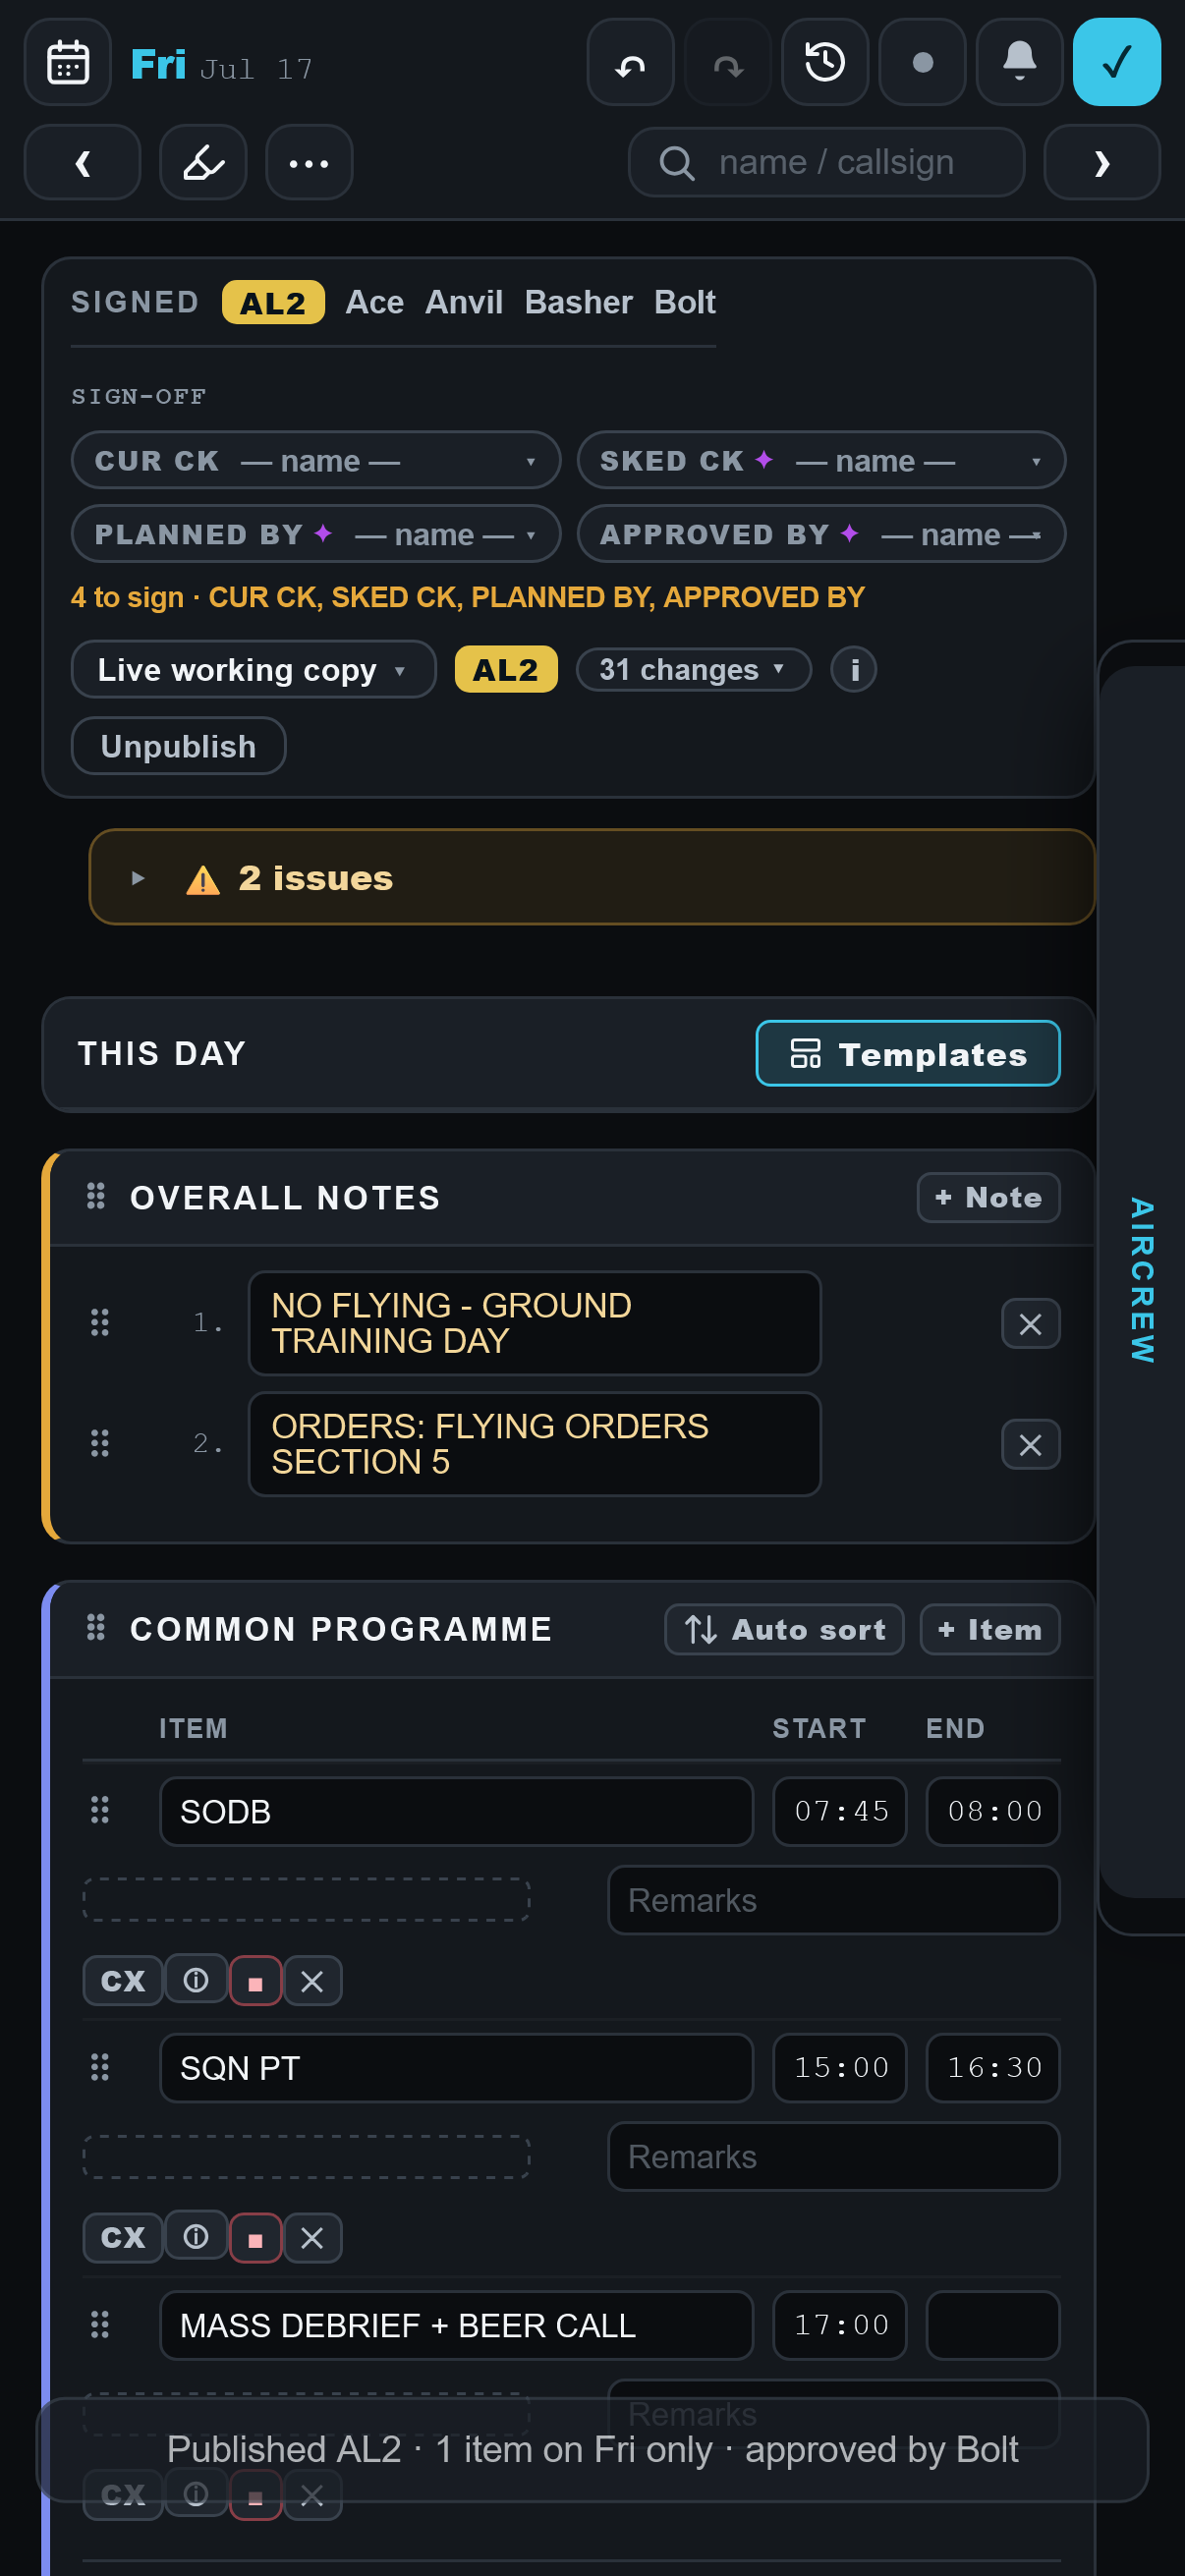 Fri Jul 17
name / callsign
SIGNED AL2 Ace Anvil Basher Bolt
SIGN-OFF
CUR CK — name —
SKED CK ✦ — name —
PLANNED BY ✦ — name —
APPROVED BY ✦ — name —
4 to sign · CUR CK, SKED CK, PLANNED BY, APPROVED BY
Live working copy AL2 31 changes i
Unpublish
2 issues
AIRCREW
THIS DAY Templates
OVERALL NOTES + Note
1. NO FLYING - GROUND
TRAINING DAY
2. ORDERS: FLYING ORDERS
SECTION 5
COMMON PROGRAMME Auto sort + Item
ITEM START END
SODB 07:45 08:00
Remarks
CX
SQN PT 15:00 16:30
Remarks
CX
MASS DEBRIEF + BEER CALL 17:00
Remarks
Published AL2 · 1 item on Fri only · approved by Bolt
CX